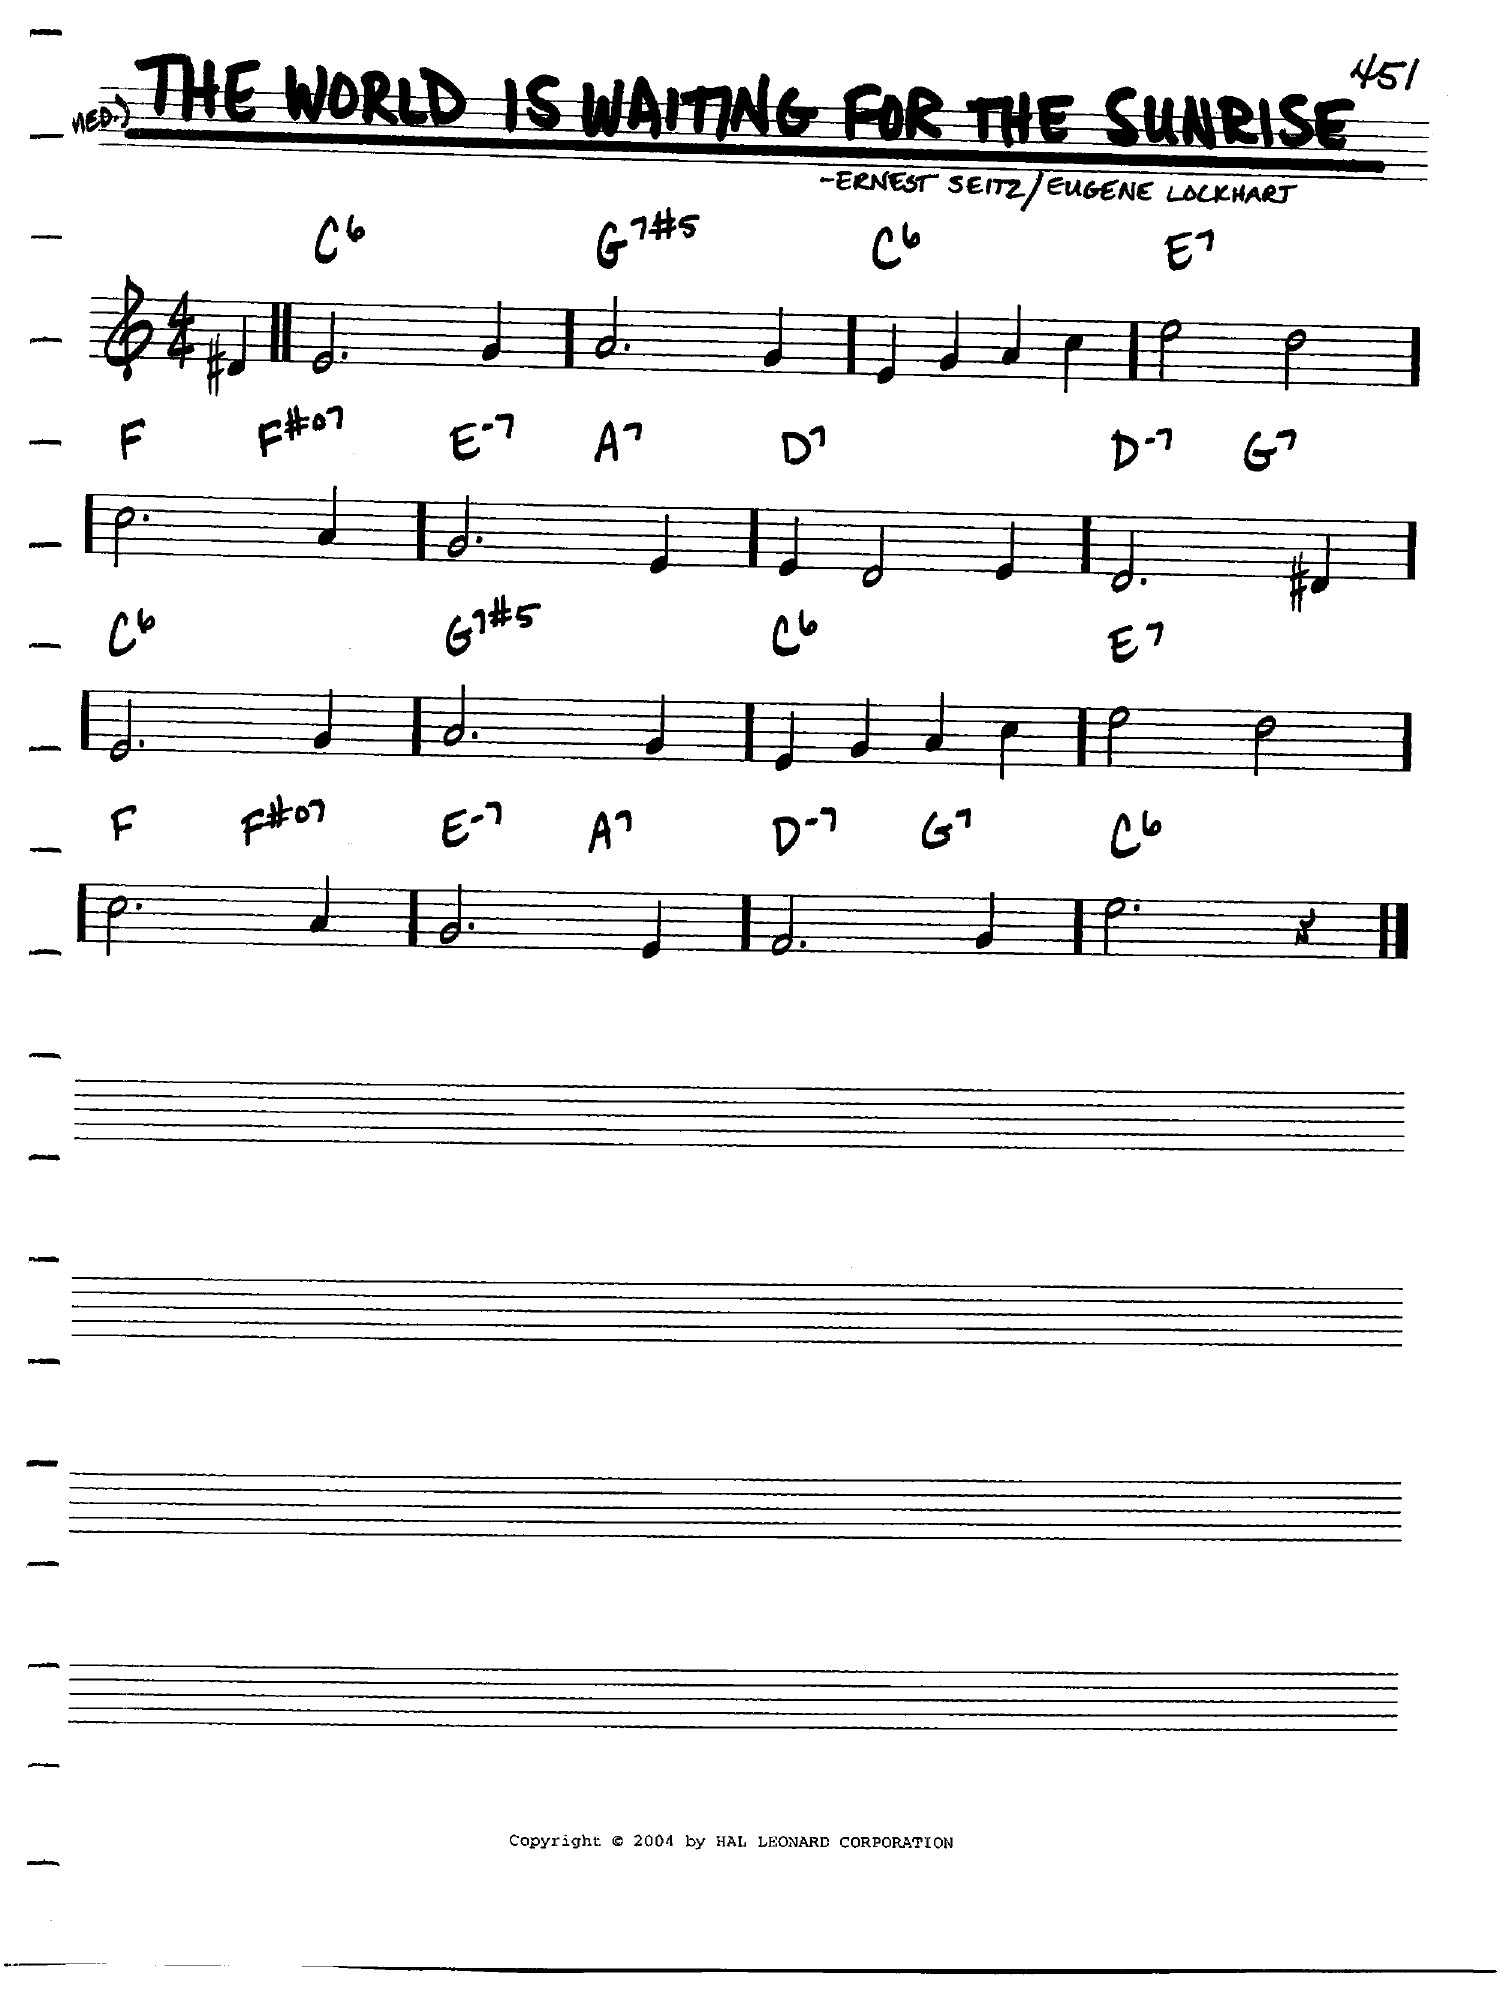 451
THE WORLD IS WAITING FOR THE SUNRISE
MED.)
-ERNEST SEITZ/EUGENE LOCKHART
C6 G7#5 C6 E7
4
4
F F#o7 E-7 A7 D7 D-7 G7
C6 G7#5 C6 E7
F F#o7 E-7 A7 D-7 G7 C6
Copyright © 2004 by HAL LEONARD CORPORATION